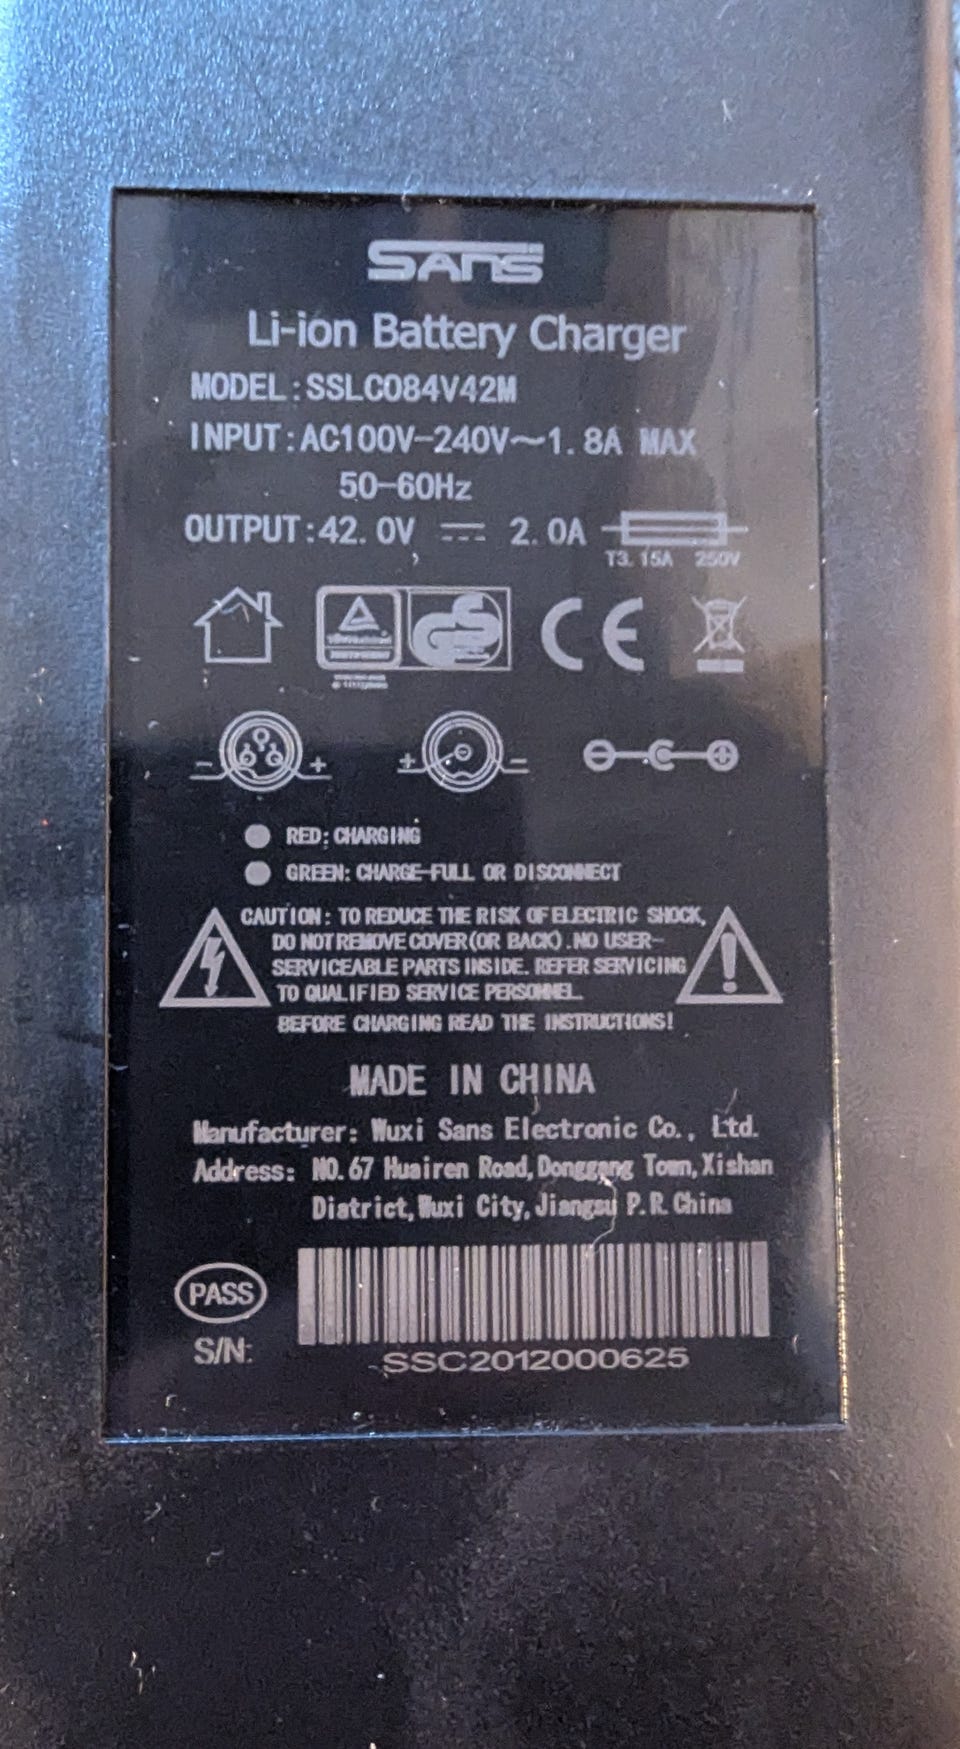 SANS
Li-ion Battery Charger
MODEL:SSLC084V42M
INPUT:AC100V-240V~1.8A MAX
50-60Hz
OUTPUT:42.0V ⎓ 2.0A
T3.15A 250V
CE
- +
+ -
RED: CHARGING
GREEN: CHARGE-FULL OR DISCONNECT
CAUTION: TO REDUCE THE RISK OF ELECTRIC SHOCK,
DO NOT REMOVE COVER(OR BACK).NO USER-
SERVICEABLE PARTS INSIDE. REFER SERVICING
TO QUALIFIED SERVICE PERSONNEL.
BEFORE CHARGING READ THE INSTRUCTIONS!
MADE IN CHINA
Manufacturer: Wuxi Sans Electronic Co., Ltd.
Address: NO.67 Huairen Road,Donggang Town,Xishan
Diatrict,Wuxi City,Jiangsu P.R.China
PASS
S/N:
SSC2012000625